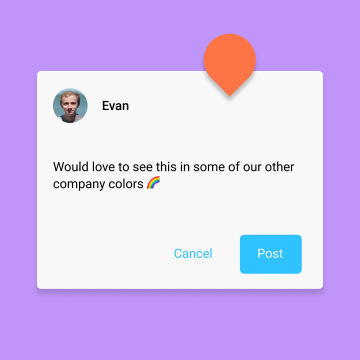 Evan
Would love to see this in some of our other
company colors 🌈
Cancel
Post